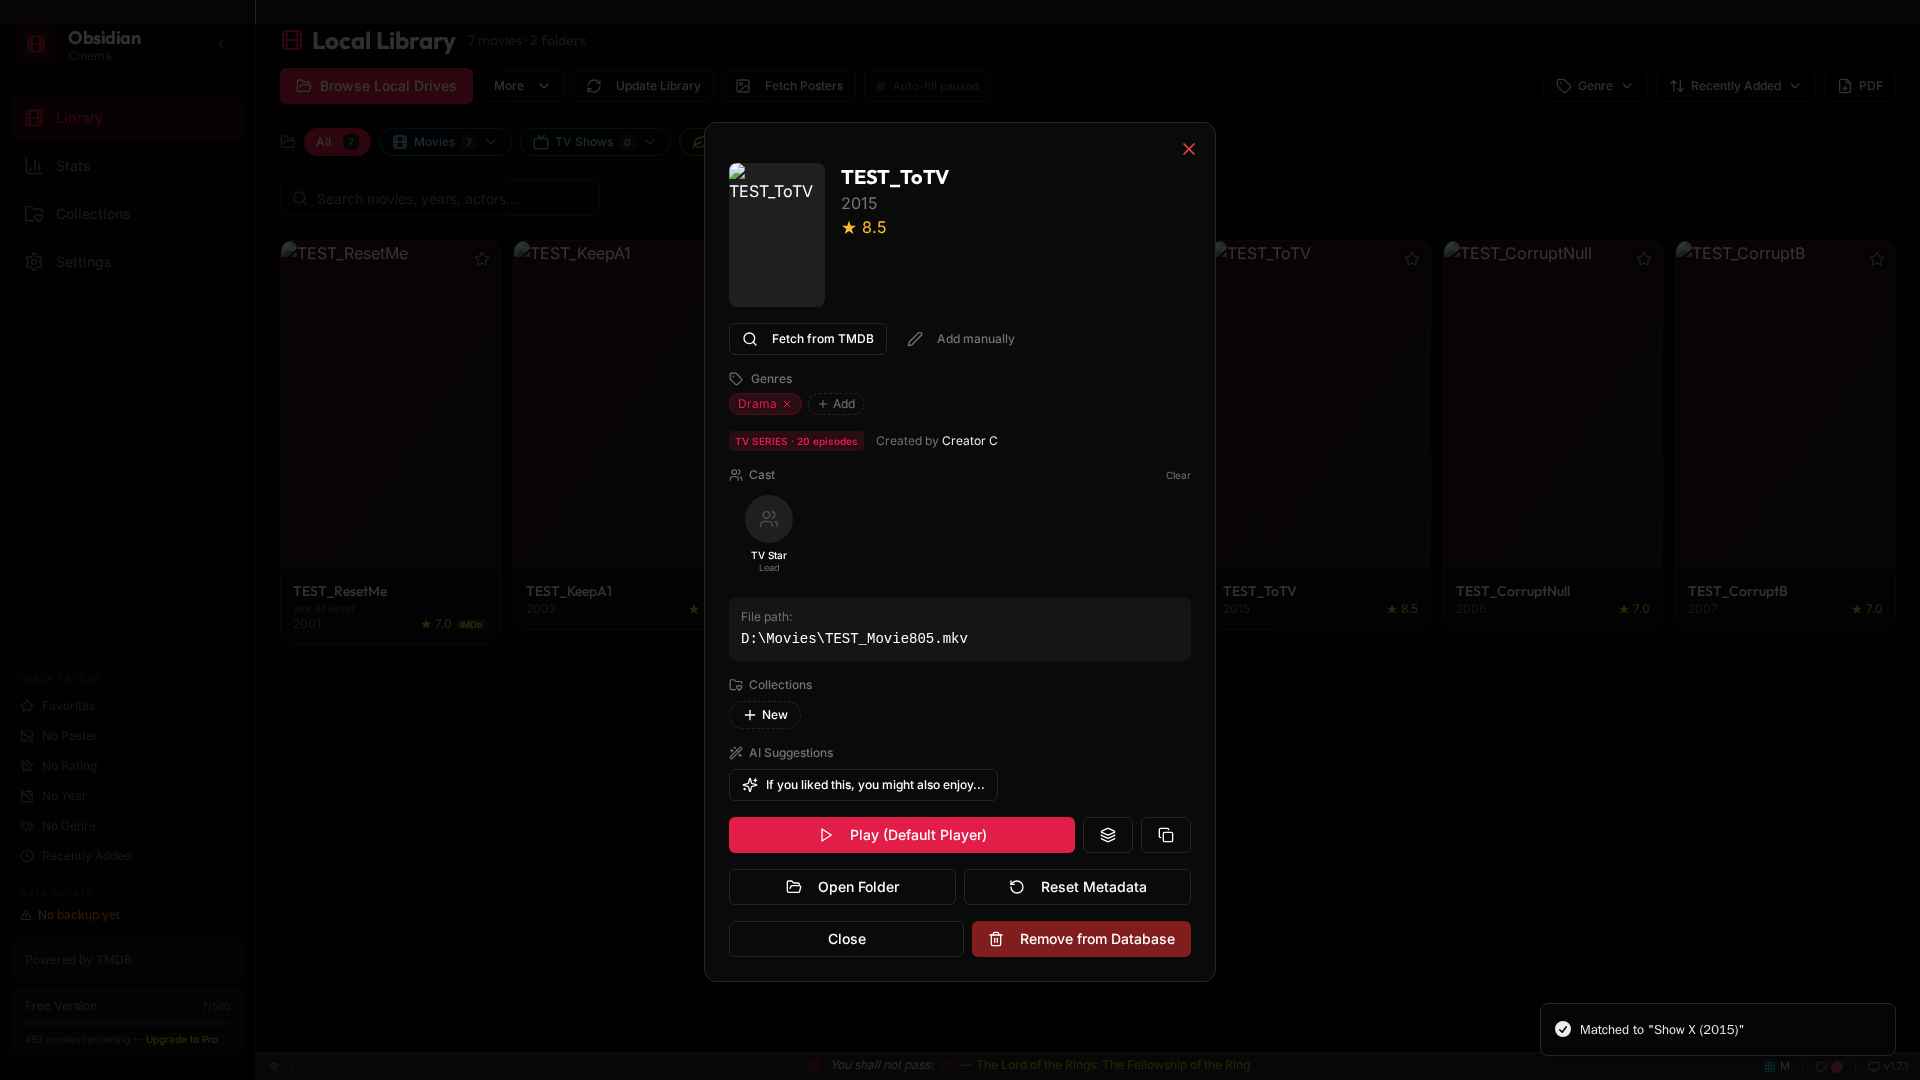 Obsidian
Cinema
Local Library 7 movies · 2 folders
Browse Local Drives
More
Update Library
Fetch Posters
Auto-fill paused
Genre
Recently Added
PDF
All 7
Movies 7
TV Shows 0
Search movies, years, actors...
Library
Stats
Collections
Settings
TEST_ResetMe
TEST_KeepA1
TEST_ToTV
TEST_CorruptNull
TEST_CorruptB
TEST_ResetMe
2001
7.0 IMDb
TEST_KeepA1
TEST_ToTV
2015
8.5
TEST_CorruptNull
2006
7.0
TEST_CorruptB
2007
7.0
TEST_ToTV
TEST_ToTV
2015
8.5
Fetch from TMDB
Add manually
Genres
Drama
+ Add
TV SERIES · 20 episodes
Created by Creator C
Cast
Clear
TV Star
Lead
File path:
D:\Movies\TEST_Movie805.mkv
Collections
+ New
AI Suggestions
If you liked this, you might also enjoy...
Play (Default Player)
Open Folder
Reset Metadata
Close
Remove from Database
Favorites
No Poster
No Rating
No Year
No Genre
Recently Added
No backup yet
Powered by TMDB
Free Version
Upgrade to Pro
Matched to "Show X (2015)"
You shall not pass!
— The Lord of the Rings: The Fellowship of the Ring
M